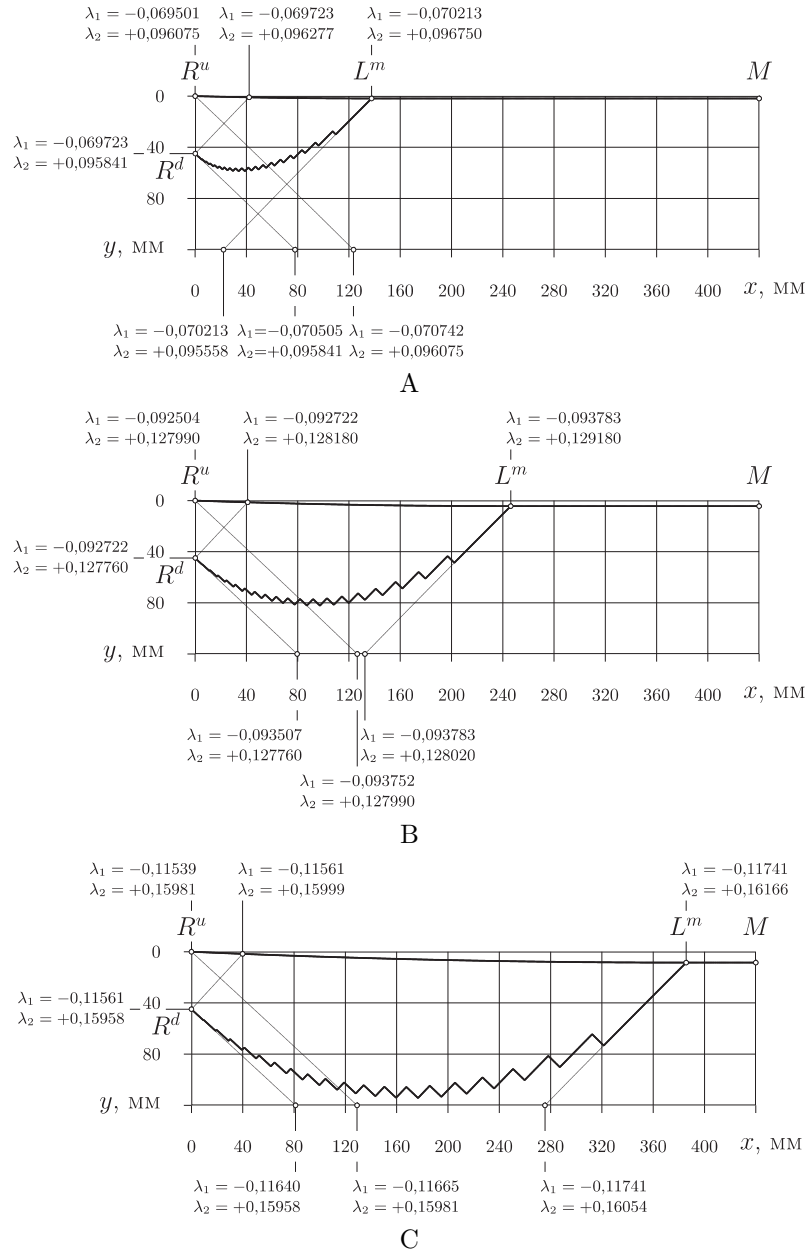 λ₁ = −0,069501 λ₁ = −0,069723 λ₁ = −0,070213
λ₂ = +0,096075 λ₂ = +0,096277 λ₂ = +0,096750
Rᵘ Lᵐ M
0
λ₁ = −0,069723
40
λ₂ = +0,095841
Rᵈ
80
y, мм
0 40 80 120 160 200 240 280 320 360 400 x, мм
λ₁ = −0,070213 λ₁=−0,070505 λ₁ = −0,070742
λ₂ = +0,095558 λ₂=+0,095841 λ₂ = +0,096075
A
λ₁ = −0,092504 λ₁ = −0,092722 λ₁ = −0,093783
λ₂ = +0,127990 λ₂ = +0,128180 λ₂ = +0,129180
Rᵘ Lᵐ M
0
λ₁ = −0,092722
40
λ₂ = +0,127760
Rᵈ
80
y, мм
0 40 80 120 160 200 240 280 320 360 400 x, мм
λ₁ = −0,093507 λ₁ = −0,093783
λ₂ = +0,127760 λ₂ = +0,128020
λ₁ = −0,093752
λ₂ = +0,127990
B
λ₁ = −0,11539 λ₁ = −0,11561 λ₁ = −0,11741
λ₂ = +0,15981 λ₂ = +0,15999 λ₂ = +0,16166
Rᵘ Lᵐ M
0
λ₁ = −0,11561
40
λ₂ = +0,15958
Rᵈ
80
y, мм
0 40 80 120 160 200 240 280 320 360 400 x, мм
λ₁ = −0,11640 λ₁ = −0,11665 λ₁ = −0,11741
λ₂ = +0,15958 λ₂ = +0,15981 λ₂ = +0,16054
C